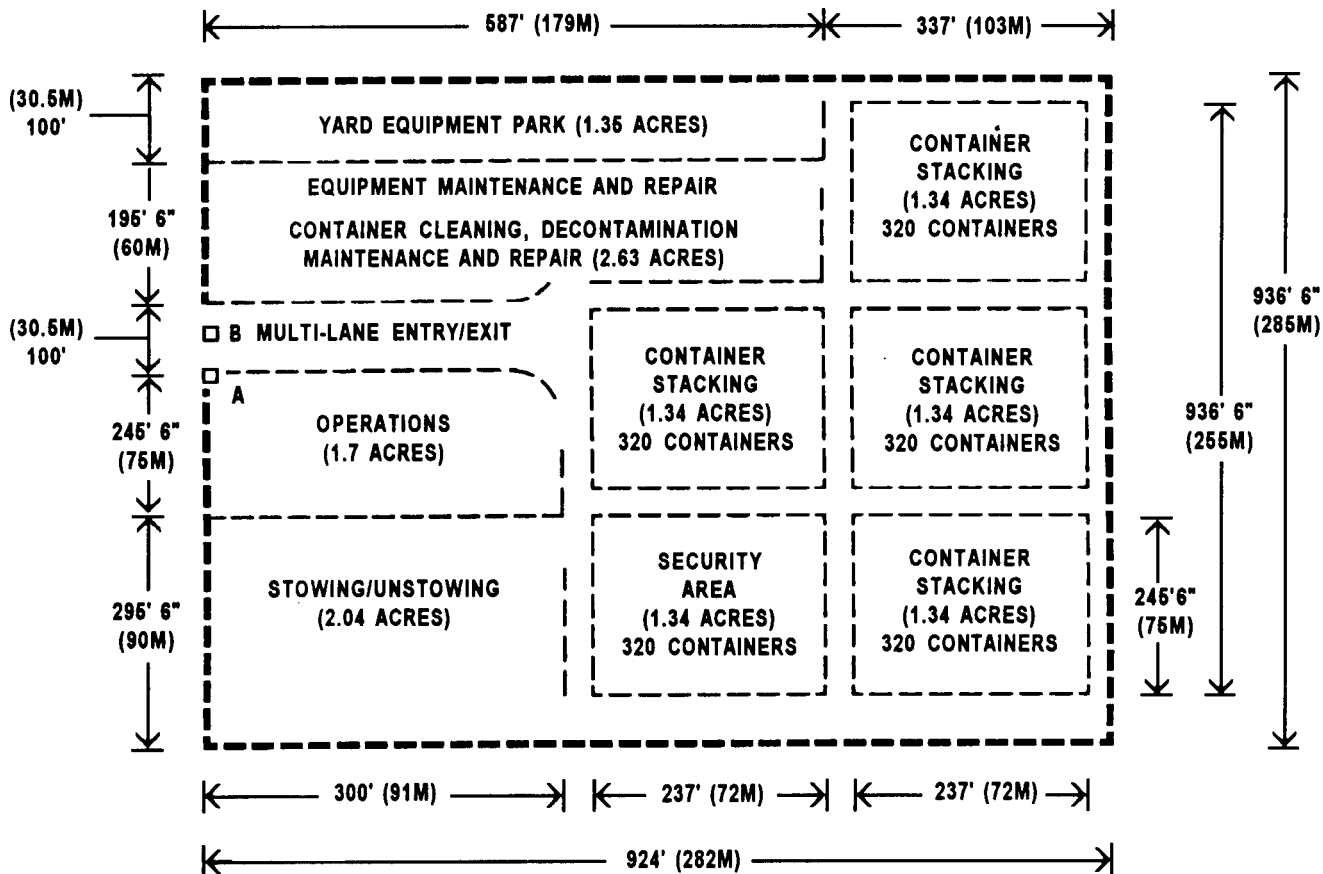 587' (179M)
337' (103M)
(30.5M)
100'
YARD EQUIPMENT PARK (1.35 ACRES)
EQUIPMENT MAINTENANCE AND REPAIR
CONTAINER CLEANING, DECONTAMINATION
MAINTENANCE AND REPAIR (2.63 ACRES)
195' 6"
(60M)
CONTAINER
STACKING
(1.34 ACRES)
320 CONTAINERS
(30.5M)
100'
B MULTI-LANE ENTRY/EXIT
A
CONTAINER
STACKING
(1.34 ACRES)
320 CONTAINERS
CONTAINER
STACKING
(1.34 ACRES)
320 CONTAINERS
936' 6"
(285M)
936' 6"
(255M)
245' 6"
(75M)
OPERATIONS
(1.7 ACRES)
295' 6"
(90M)
STOWING/UNSTOWING
(2.04 ACRES)
SECURITY
AREA
(1.34 ACRES)
320 CONTAINERS
CONTAINER
STACKING
(1.34 ACRES)
320 CONTAINERS
245'6"
(75M)
300' (91M)
237' (72M)
237' (72M)
924' (282M)